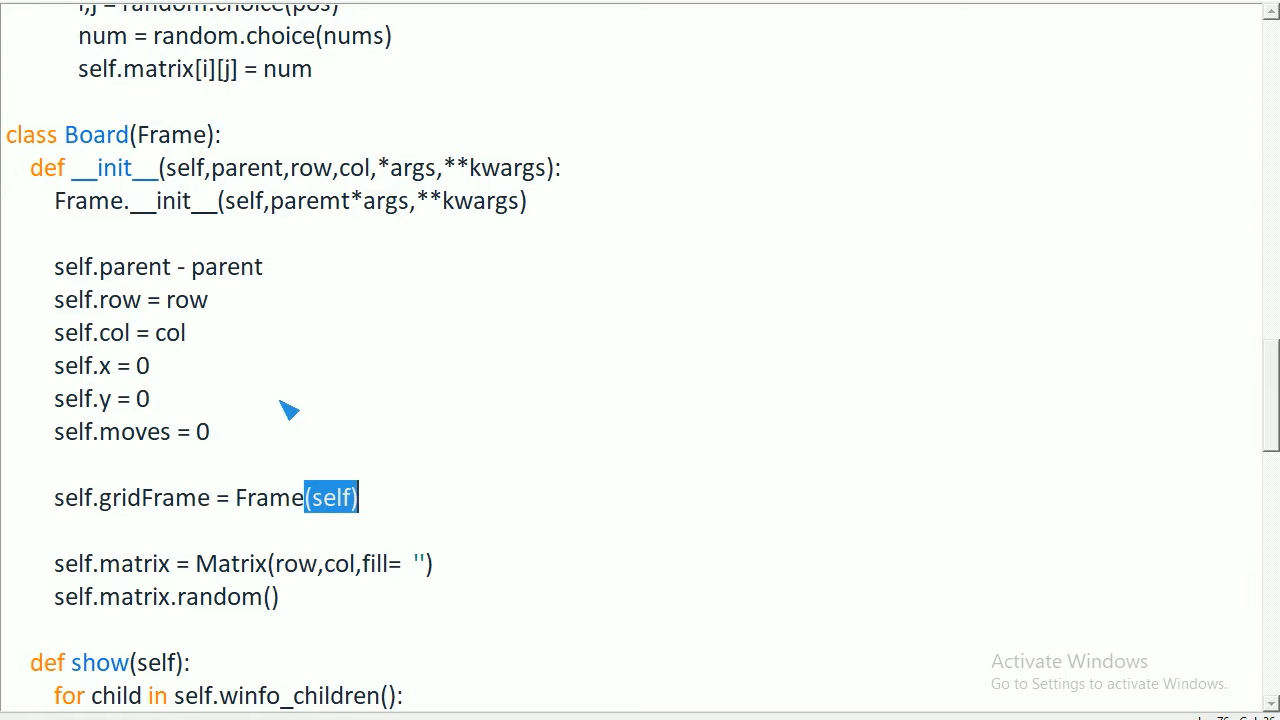 i,j = random.choice(pos)
num = random.choice(nums)
self.matrix[i][j] = num
class Board(Frame):
def __init__(self,parent,row,col,*args,**kwargs):
Frame.__init__(self,paremt*args,**kwargs)
self.parent - parent
self.row = row
self.col = col
self.x = 0
self.y = 0
self.moves = 0
self.gridFrame = Frame(self)
self.matrix = Matrix(row,col,fill=  '')
self.matrix.random()
def show(self):
for child in self.winfo_children():
Activate Windows
Go to Settings to activate Windows.